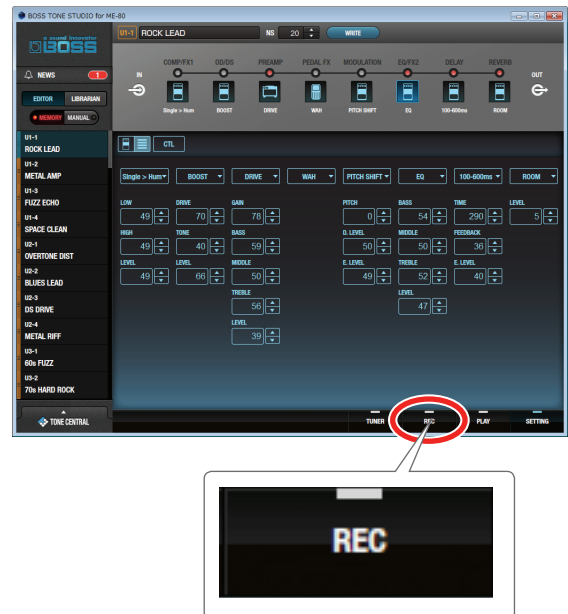 BOSS TONE STUDIO for ME-80
a sound innovator
BOSS
U1-1 ROCK LEAD NS 20 WRITE
NEWS 1
EDITOR LIBRARIAN
MEMORY MANUAL
COMP/FX1 OD/DS PREAMP PEDAL FX MODULATION EQ/FX2 DELAY REVERB
IN OUT
Single > Hum BOOST DRIVE WAH PITCH SHIFT EQ 100-600ms ROOM
CTL
U1-1
ROCK LEAD
U1-2
METAL AMP
U1-3
FUZZ ECHO
U1-4
SPACE CLEAN
U2-1
OVERTONE DIST
U2-2
BLUES LEAD
U2-3
DS DRIVE
U2-4
METAL RIFF
U3-1
60s FUZZ
U3-2
70s HARD ROCK
Single > Hum BOOST DRIVE WAH PITCH SHIFT EQ 100-600ms ROOM
LOW DRIVE GAIN PITCH BASS TIME LEVEL
49 70 78 0 54 290 5
HIGH TONE BASS D. LEVEL MIDDLE FEEDBACK
49 40 59 50 50 36
LEVEL LEVEL MIDDLE E. LEVEL TREBLE E. LEVEL
49 66 50 49 52 40
TREBLE LEVEL
56 47
LEVEL
39
TONE CENTRAL TUNER REC PLAY SETTING
REC